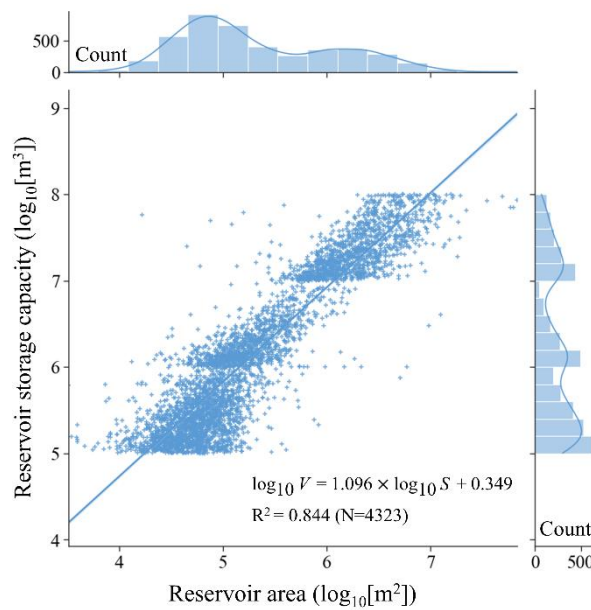 500
0
Count
9
8
7
6
5
4
Reservoir storage capacity (log10[m³])
log10 V = 1.096 × log10 S + 0.349
R² = 0.844 (N=4323)
4 5 6 7
Reservoir area (log10[m²])
Count
0 500